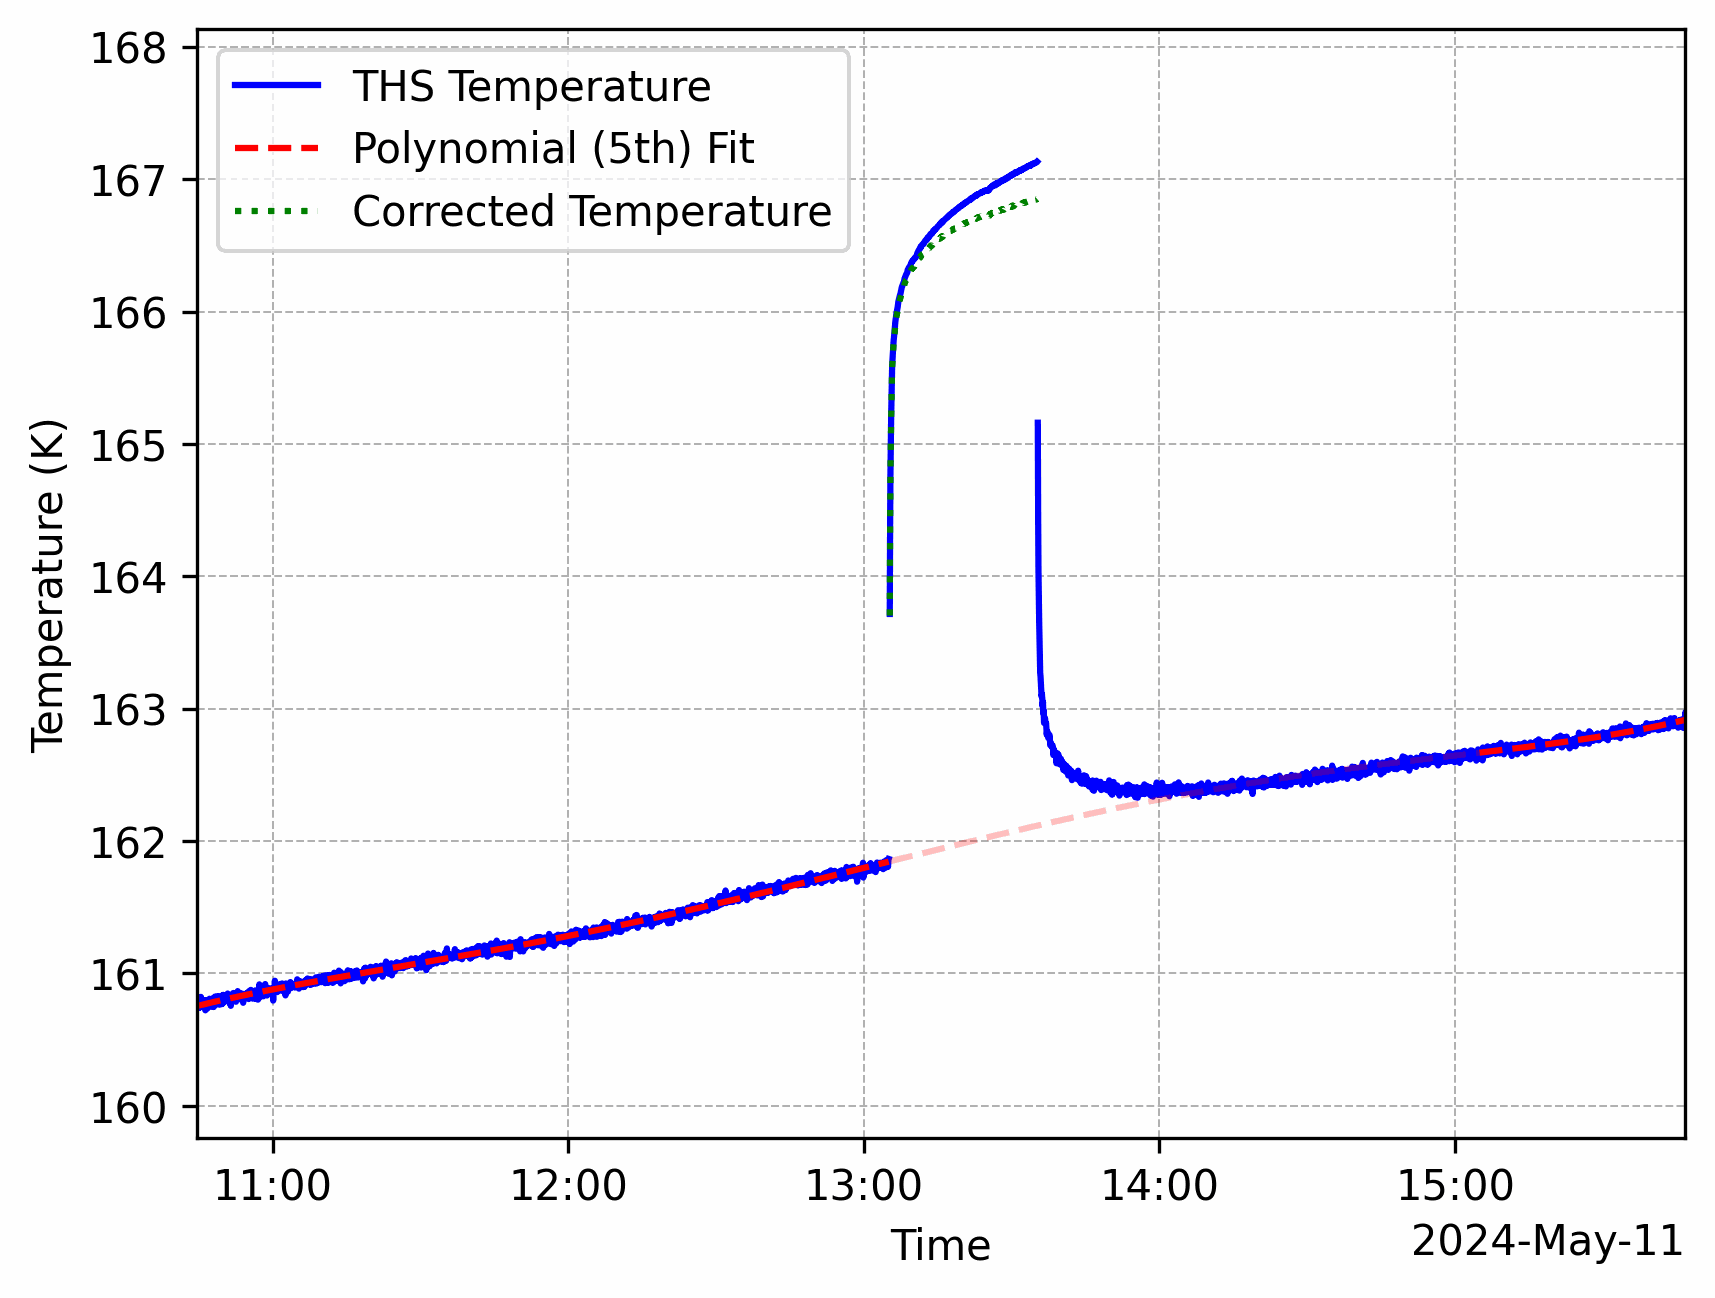 168
167
166
165
164
163
162
161
160
Temperature (K)
THS Temperature
Polynomial (5th) Fit
Corrected Temperature
11:00 12:00 13:00 14:00 15:00
Time
2024-May-11